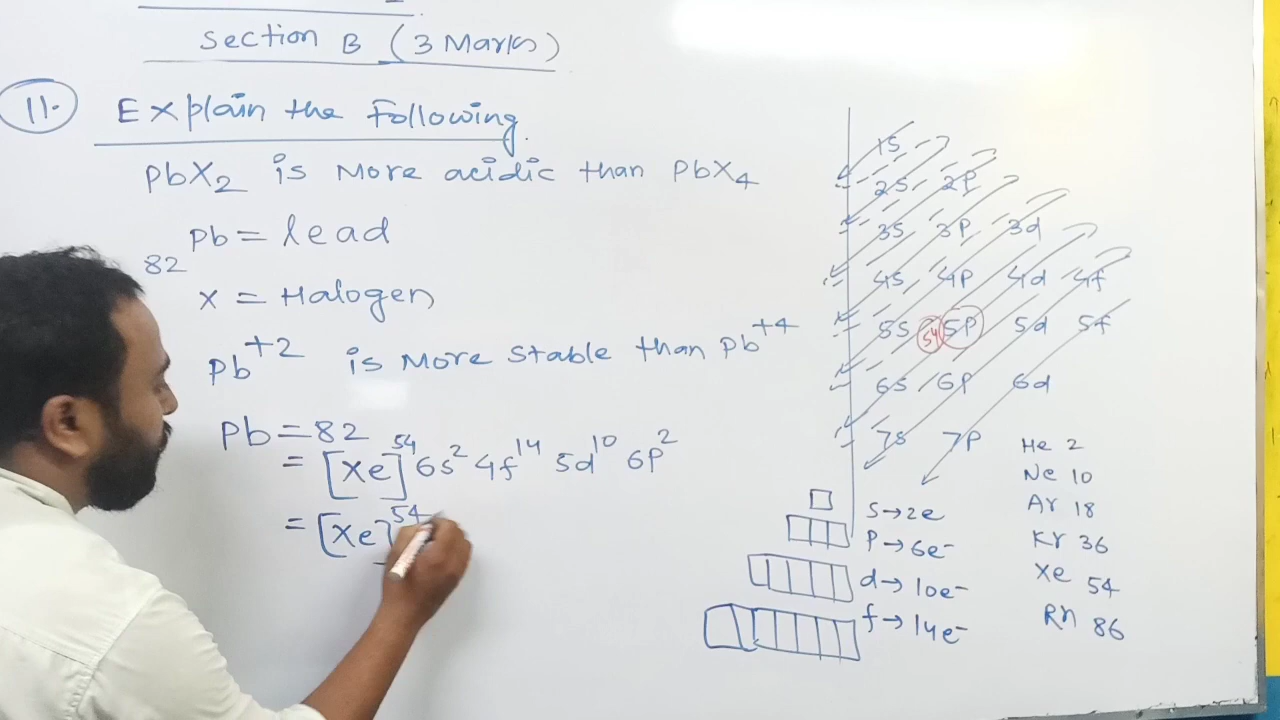 Section B (3 Marks)
11. Explain the Following
PbX2 is More acidic than PbX4
Pb = lead
82
X = Halogen
Pb+2 is More stable than Pb+4
Pb = 82
= [Xe]54 6s2 4f14 5d10 6P2
= [Xe]54
1S
2S 2P
3S 3P 3d
4S 4P 4d 4f
5S 54 5P 5d 5f
6S 6P 6d
7S 7P
S→2e
P→6e-
d→10e-
f→14e-
He 2
Ne 10
Ar 18
Kr 36
Xe 54
Rn 86